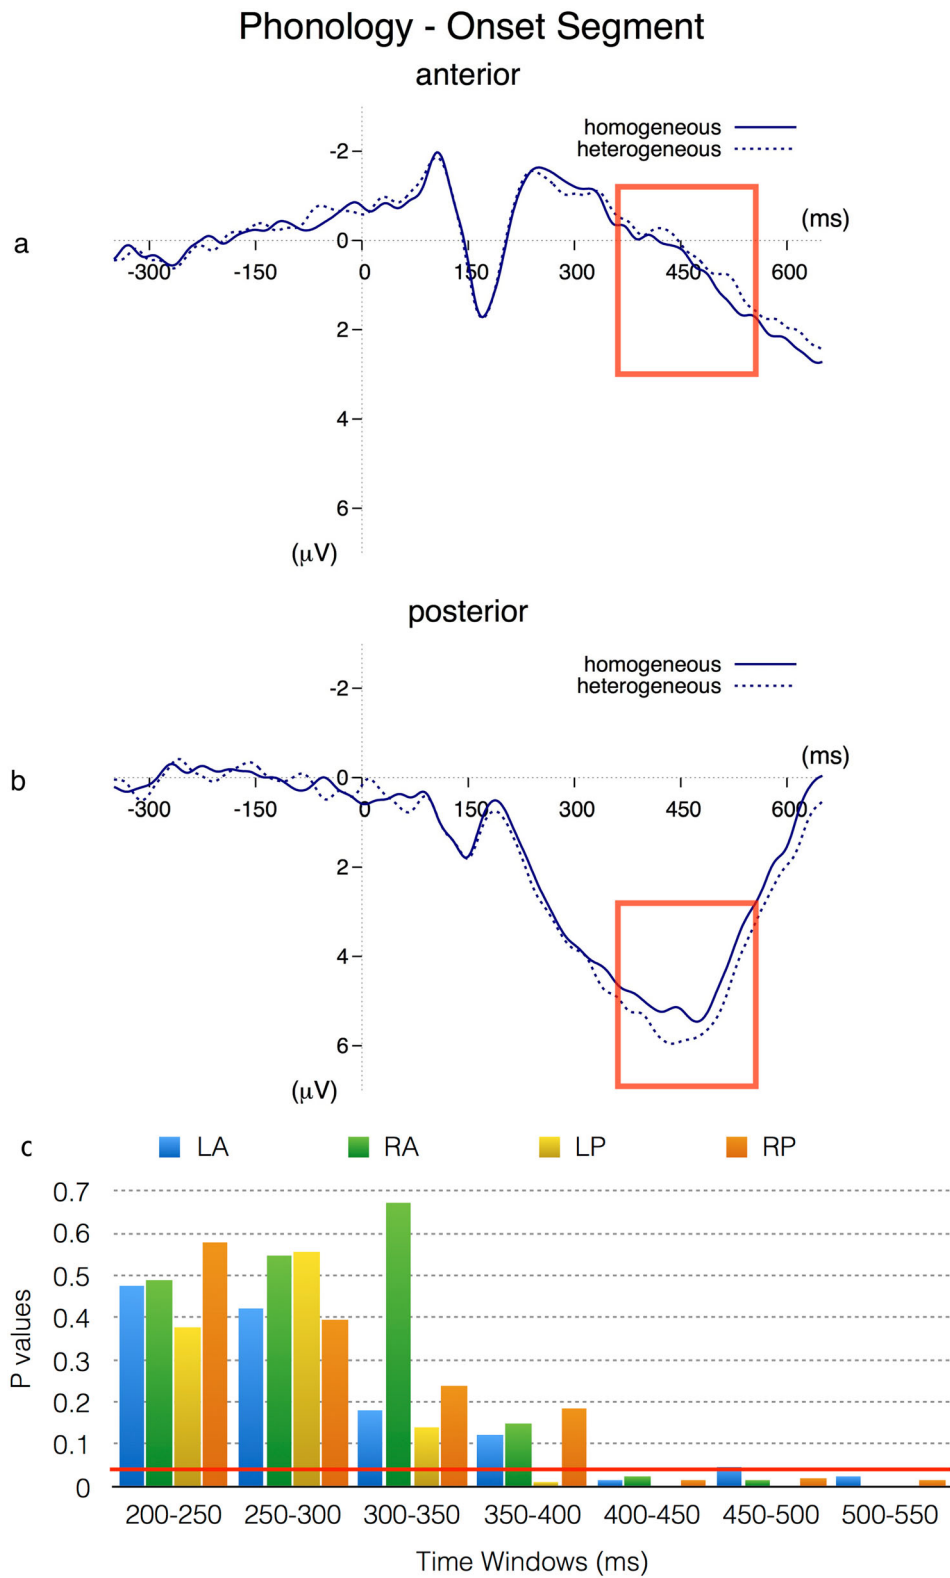 Phonology - Onset Segment
anterior
homogeneous
heterogeneous
-2
(ms)
a
0
-300 -150 0 150 300 450 600
2
4
6
(μV)
posterior
homogeneous
heterogeneous
-2
(ms)
b
0
-300 -150 0 150 300 450 600
2
4
6
(μV)
c LA RA LP RP
0.7
0.6
0.5
0.4
0.3
0.2
0.1
0
P values
200-250 250-300 300-350 350-400 400-450 450-500 500-550
Time Windows (ms)